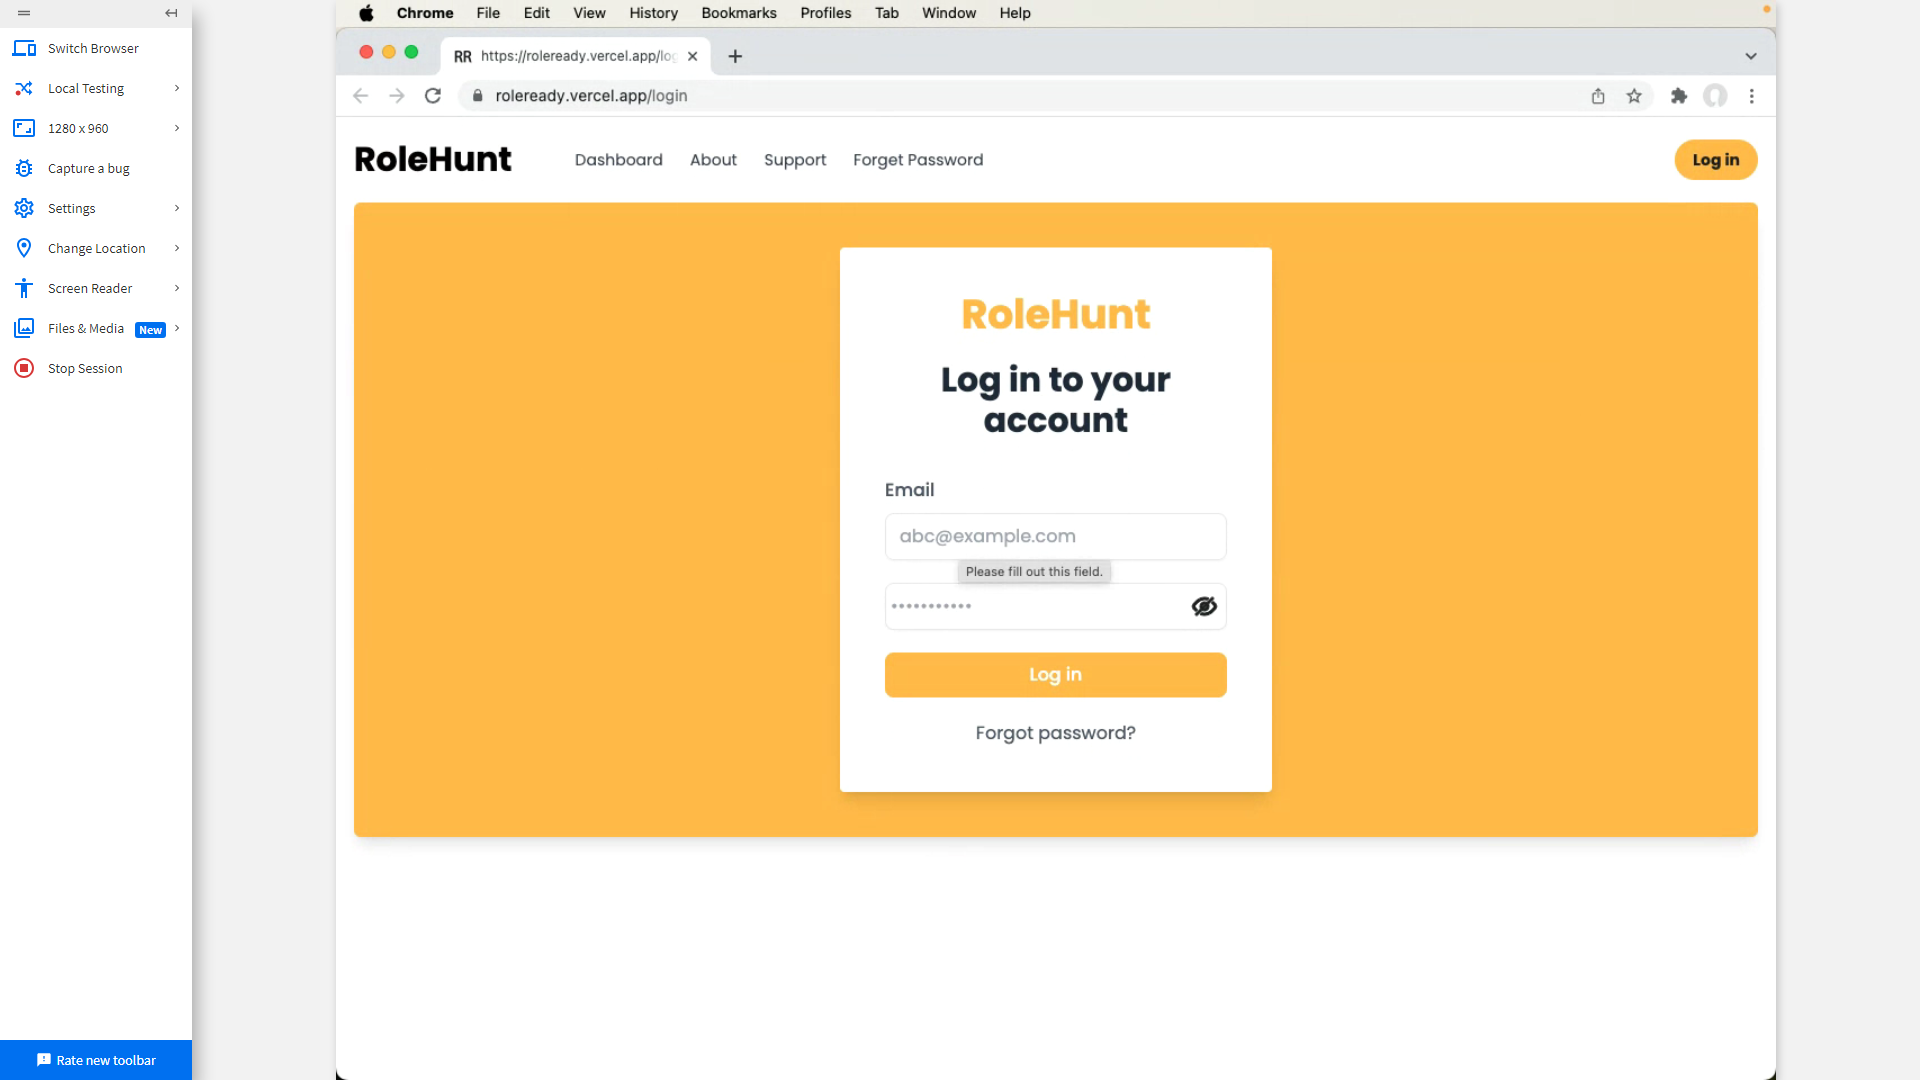 Switch Browser
Local Testing
1280 x 960
Capture a bug
Settings
Change Location
Screen Reader
Files & Media New
Stop Session
Rate new toolbar
Chrome File Edit View History Bookmarks Profiles Tab Window Help
RR https://roleready.vercel.app/log
roleready.vercel.app/login
RoleHunt Dashboard About Support Forget Password Log in
RoleHunt
Log in to your
account
Email
abc@example.com
Please fill out this field.
Log in
Forgot password?